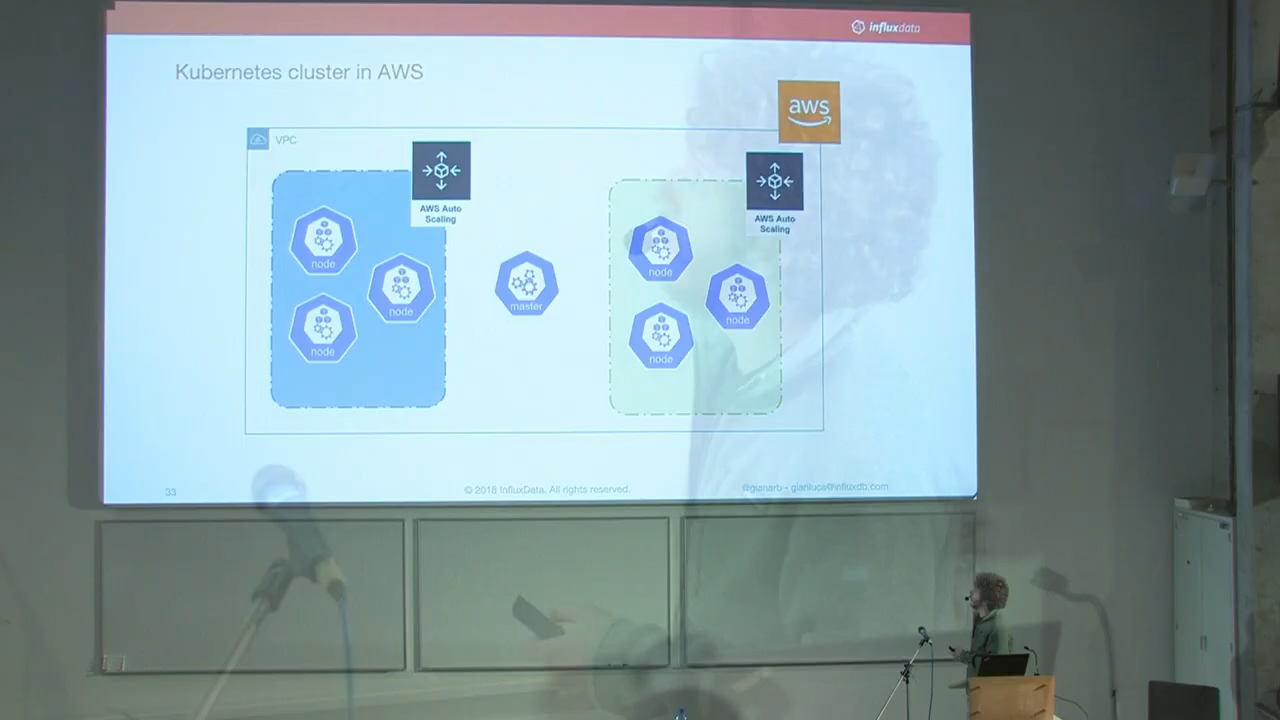 influxdata
Kubernetes cluster in AWS
aws
VPC
AWS Auto
Scaling
AWS Auto
Scaling
node
node
node
master
node
node
node
33
© 2018 InfluxData. All rights reserved.
@gianarb - gianluca@influxdb.com